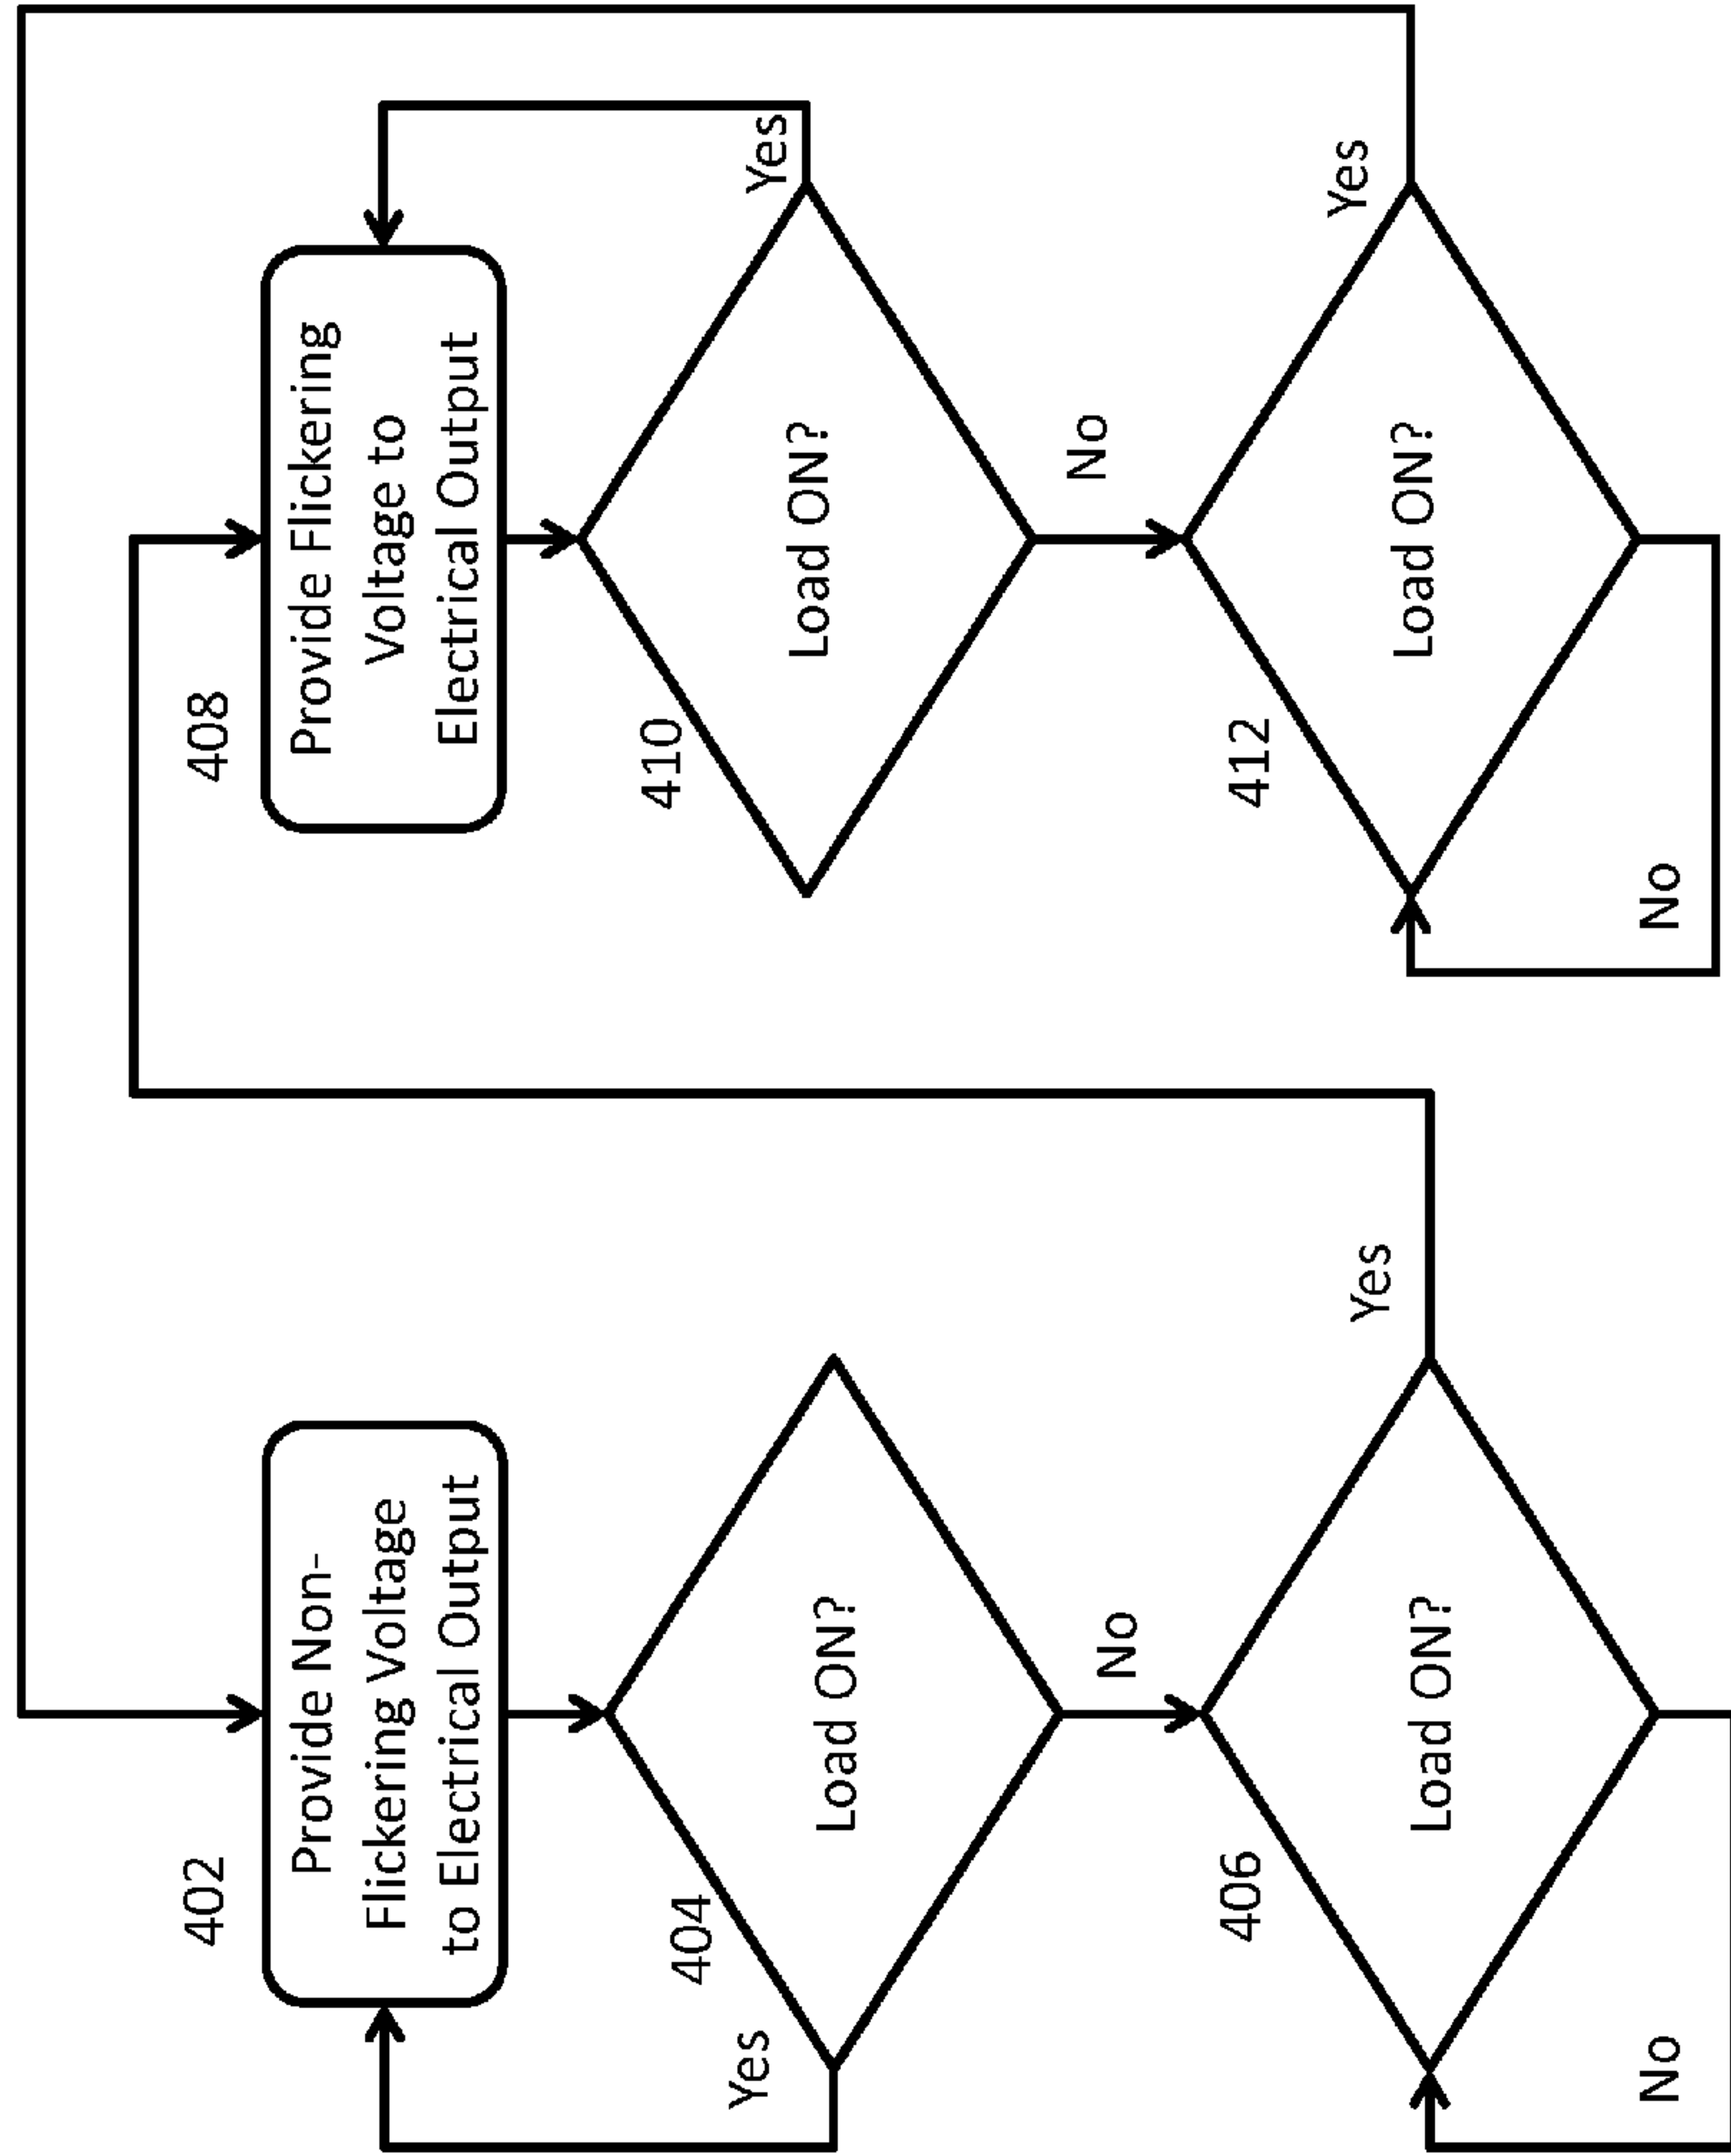 402
Provide Non-
Flickering Voltage
to Electrical Output
404
Load ON?
Yes
No
406
Load ON?
Yes
No
408
Provide Flickering
Voltage to
Electrical Output
410
Load ON?
Yes
No
412
Load ON?
Yes
No